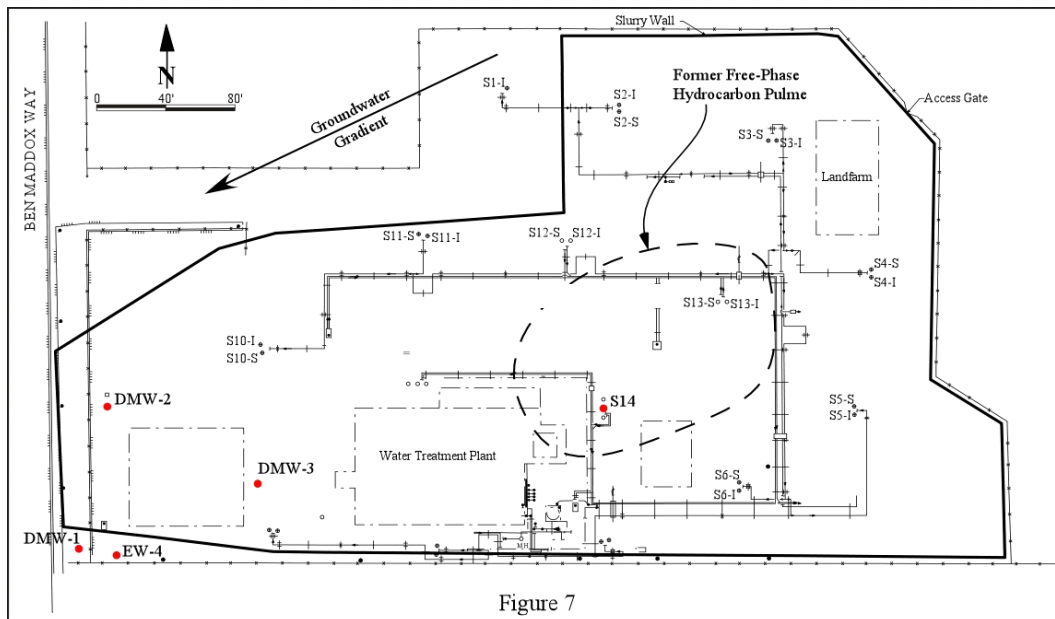 Slurry Wall
N
0 40' 80'
Groundwater
Gradient
Former Free-Phase
Hydrocarbon Pulme
Access Gate
BEN MADDOX WAY
S1-I
S2-I
S2-S
S3-S
S3-I
Landfarm
S11-S
S11-I
S12-S
S12-I
S4-S
S4-I
S13-S
S13-I
S10-I
S10-S
DMW-2
S14
S5-S
S5-I
DMW-3
Water Treatment Plant
S6-S
S6-I
DMW-1
EW-4
MH
Figure 7